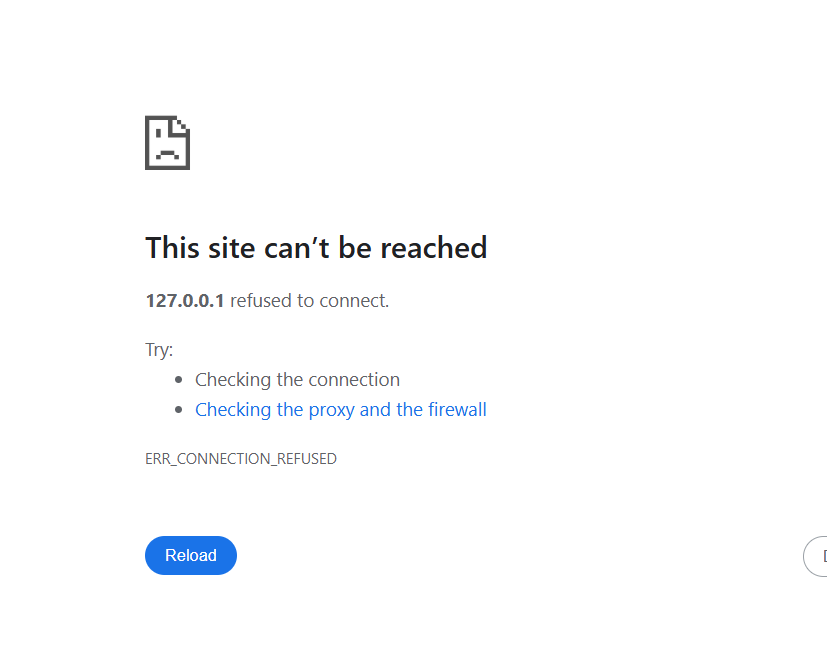 This site can’t be reached
127.0.0.1 refused to connect.
Try:
Checking the connection
Checking the proxy and the firewall
ERR_CONNECTION_REFUSED
Reload